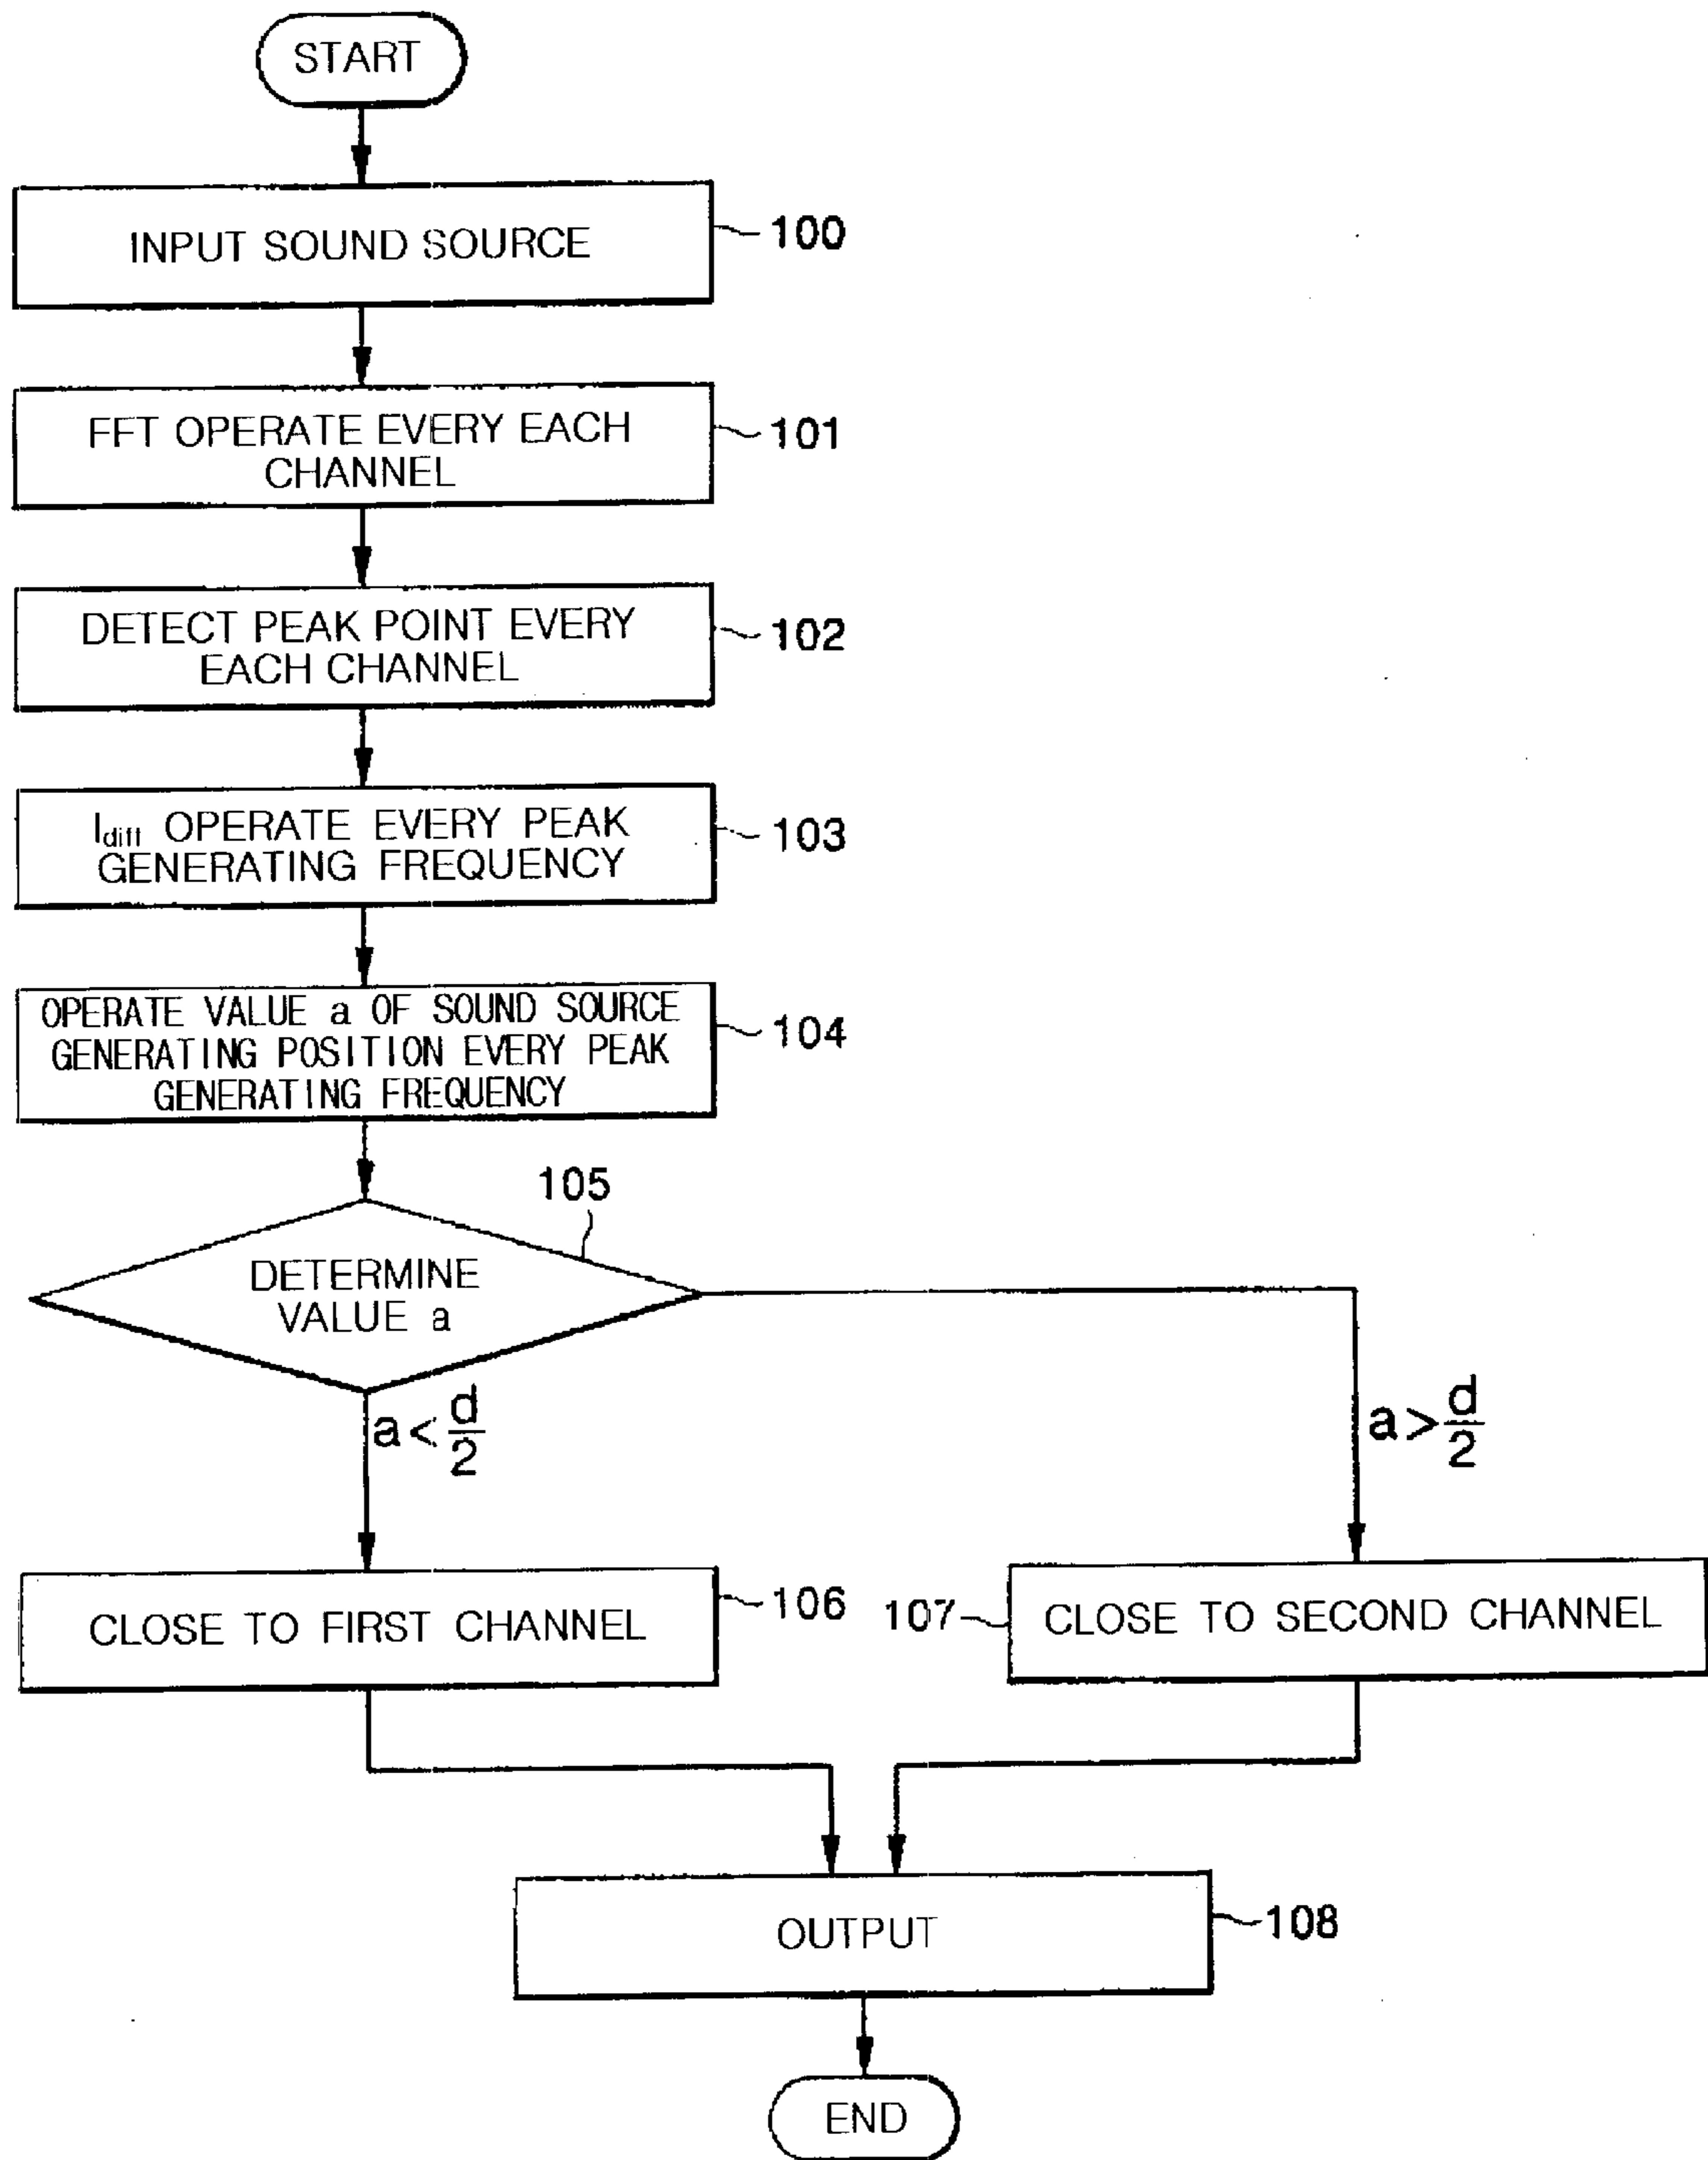 START
INPUT SOUND SOURCE
100
FFT OPERATE EVERY EACH
CHANNEL
101
DETECT PEAK POINT EVERY
EACH CHANNEL
102
Idiff OPERATE EVERY PEAK
GENERATING FREQUENCY
103
OPERATE VALUE a OF SOUND SOURCE
GENERATING POSITION EVERY PEAK
GENERATING FREQUENCY
104
105
DETERMINE
VALUE a
a < d/2
a > d/2
CLOSE TO FIRST CHANNEL
106
107
CLOSE TO SECOND CHANNEL
OUTPUT
108
END